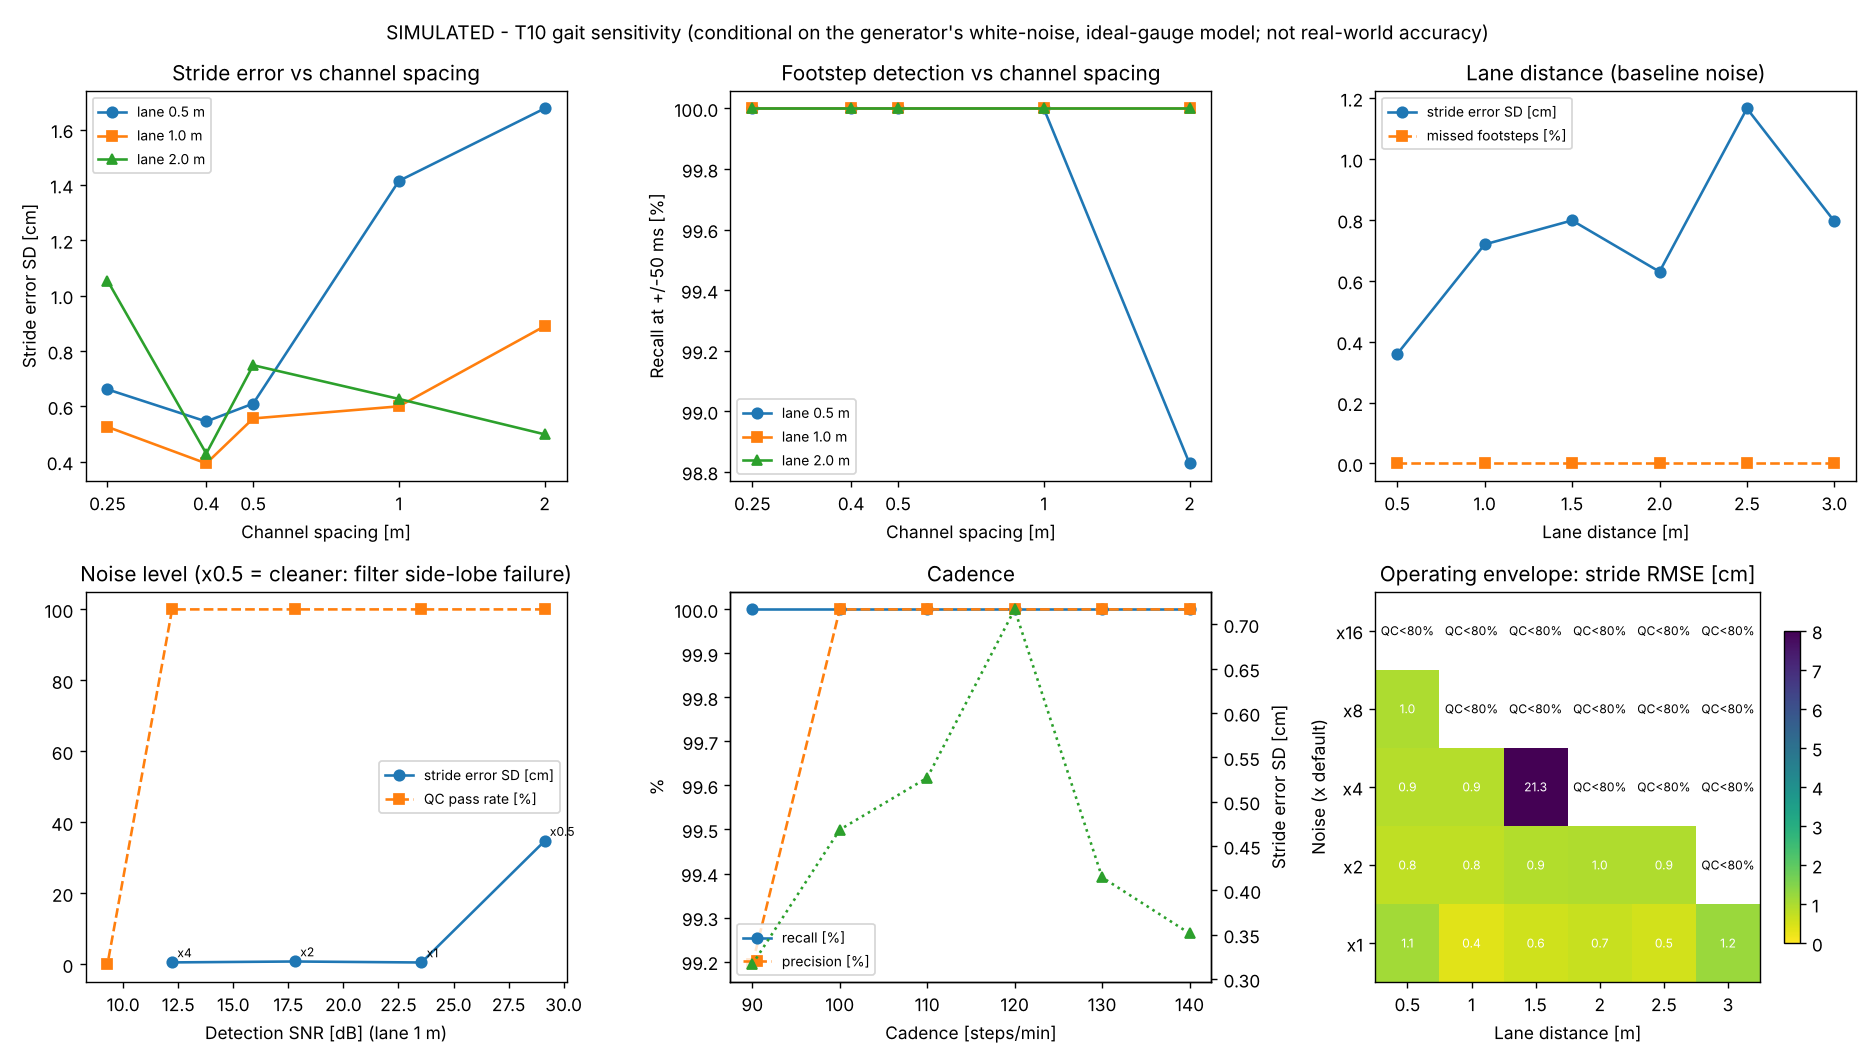 SIMULATED - T10 gait sensitivity (conditional on the generator's white-noise, ideal-gauge model; not real-world accuracy)
Stride error vs channel spacing
Stride error SD [cm]
1.6
1.4
1.2
1.0
0.8
0.6
0.4
lane 0.5 m
lane 1.0 m
lane 2.0 m
0.25 0.4 0.5 1 2
Channel spacing [m]
Footstep detection vs channel spacing
Recall at +/-50 ms [%]
100.0
99.8
99.6
99.4
99.2
99.0
98.8
lane 0.5 m
lane 1.0 m
lane 2.0 m
0.25 0.4 0.5 1 2
Channel spacing [m]
Lane distance (baseline noise)
1.2
1.0
0.8
0.6
0.4
0.2
0.0
stride error SD [cm]
missed footsteps [%]
0.5 1.0 1.5 2.0 2.5 3.0
Lane distance [m]
Noise level (x0.5 = cleaner: filter side-lobe failure)
100
80
60
40
20
0
stride error SD [cm]
QC pass rate [%]
x0.5
x4 x2 x1
10.0 12.5 15.0 17.5 20.0 22.5 25.0 27.5 30.0
Detection SNR [dB] (lane 1 m)
Cadence
%
100.0
99.9
99.8
99.7
99.6
99.5
99.4
99.3
99.2
recall [%]
precision [%]
90 100 110 120 130 140
Cadence [steps/min]
0.70
0.65
0.60
0.55
0.50
0.45
0.40
0.35
0.30
Stride error SD [cm]
Operating envelope: stride RMSE [cm]
Noise (x default)
x16 QC<80% QC<80% QC<80% QC<80% QC<80% QC<80%
x8 1.0 QC<80% QC<80% QC<80% QC<80% QC<80%
x4 0.9 0.9 21.3 QC<80% QC<80% QC<80%
x2 0.8 0.8 0.9 1.0 0.9 QC<80%
x1 1.1 0.4 0.6 0.7 0.5 1.2
0.5 1 1.5 2 2.5 3
Lane distance [m]
8
7
6
5
4
3
2
1
0